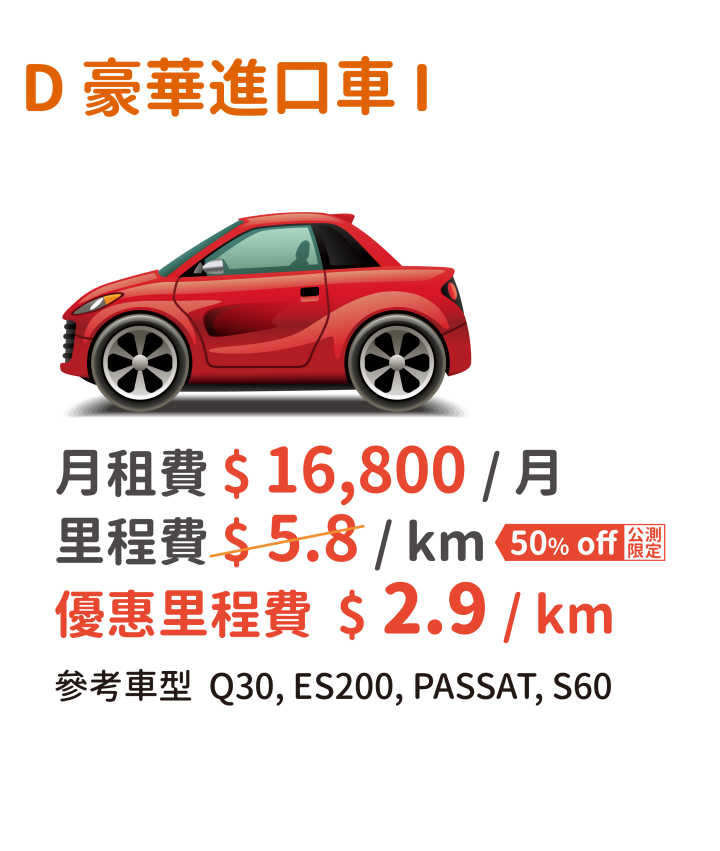 D 豪華進口車 I
月租費 $ 16,800 / 月
里程費 $ 5.8 / km 50% off 公測限定
優惠里程費 $ 2.9 / km
參考車型 Q30, ES200, PASSAT, S60